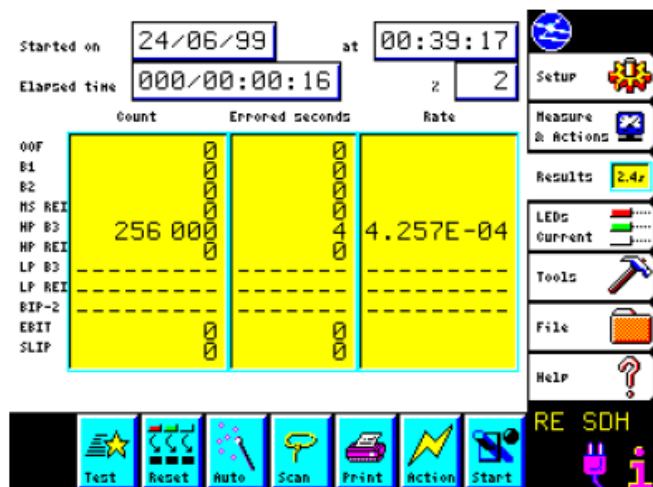 Started on 24/06/99 at 00:39:17
Elapsed time 000/00:00:16 % 2
Count Errored seconds Rate
OOF 0 0
B1 0 0
B2 0 0
MS REI 0 0
HP B3 256 000 4 4.257E-04
HP REI 0 0
LP B3 ---------- --------- ----------
LP REI ---------- --------- ----------
BIP-2 ---------- --------- ----------
EBIT 0 0
SLIP 0 0
Setup
Measure
& Actions
Results 2.4r
LEDs
Current
Tools
File
Help
RE SDH
Test Reset Auto Scan Print Action Start